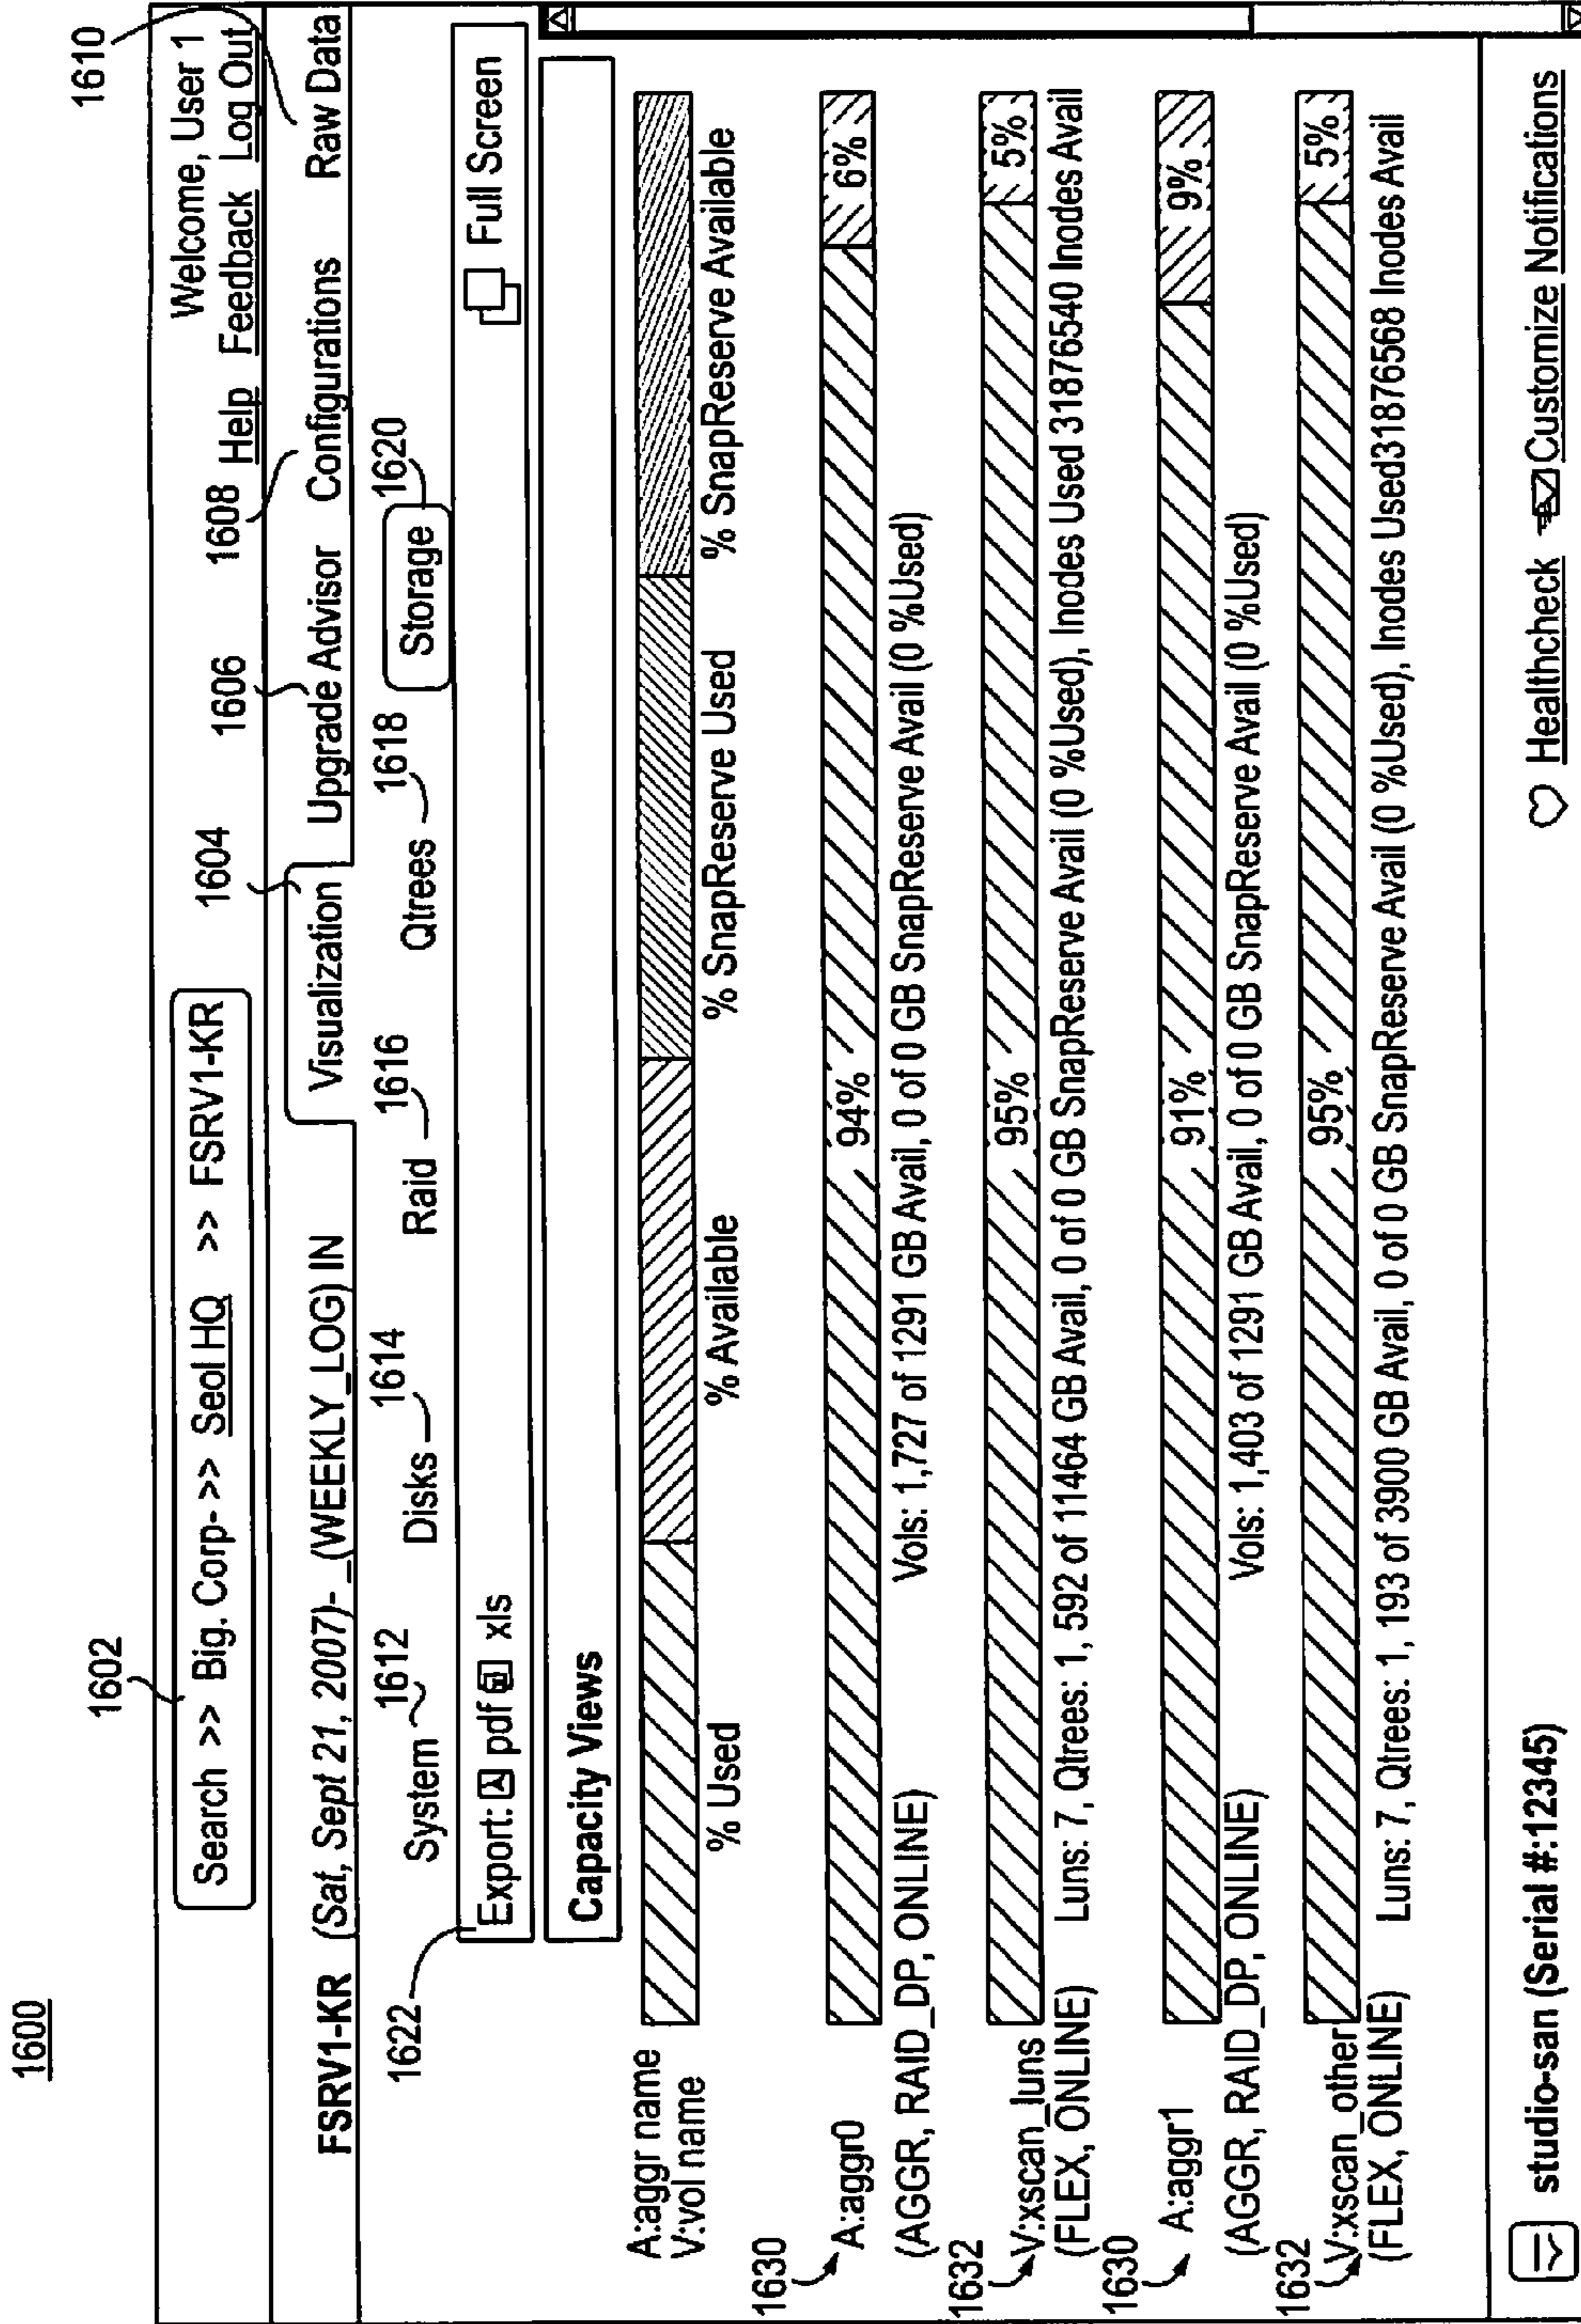 1600
1602
1604
1606
1608
1610
Search >> Big. Corp- >> Seol HQ >> FSRV1-KR
Welcome, User 1
Help Feedback Log Out
FSRV1-KR (Sat, Sept 21, 2007)-_(WEEKLY_LOG) IN
Visualization Upgrade Advisor Configurations Raw Data
System 1612 Disks 1614 Raid 1616 Qtrees 1618 Storage 1620
1622
Export: pdf xls Full Screen
Capacity Views
A:aggr name
V:vol name
% Used % Available % SnapReserve Used % SnapReserve Available
1630
A:aggr0 94% 6%
(AGGR, RAID_DP, ONLINE) Vols: 1,727 of 1291 GB Avail, 0 of 0 GB SnapReserve Avail (0 %Used)
1632
V:xscan_luns 95% 5%
(FLEX, ONLINE) Luns: 7, Qtrees: 1, 592 of 11464 GB Avail, 0 of 0 GB SnapReserve Avail (0 %Used), Inodes Used 31876540 Inodes Avail
1630
A:aggr1 91% 9%
(AGGR, RAID_DP, ONLINE) Vols: 1,403 of 1291 GB Avail, 0 of 0 GB SnapReserve Avail (0 %Used)
1632
V:xscan_other 95% 5%
(FLEX, ONLINE) Luns: 7, Qtrees: 1, 193 of 3900 GB Avail, 0 of 0 GB SnapReserve Avail (0 %Used), Inodes Used31876568 Inodes Avail
studio-san (Serial #:12345) Healthcheck Customize Notifications